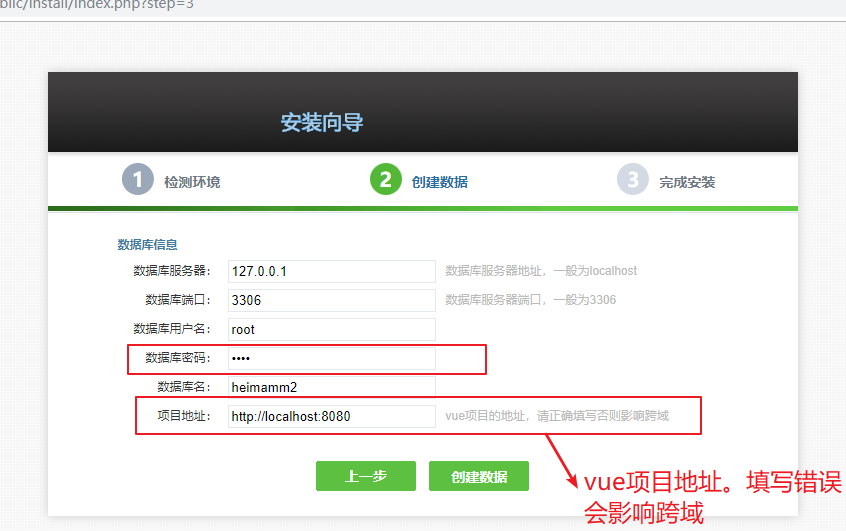 blic/install/index.php?step=3
安装向导
1 检测环境 2 创建数据 3 完成安装
数据库信息
数据库服务器： 127.0.0.1 数据库服务器地址，一般为localhost
数据库端口： 3306 数据库服务器端口，一般为3306
数据库用户名： root
数据库密码： ••••
数据库名： heimamm2
项目地址： http://localhost:8080 vue项目的地址，请正确填写否则影响跨域
上一步 创建数据
vue项目地址。填写错误
会影响跨域